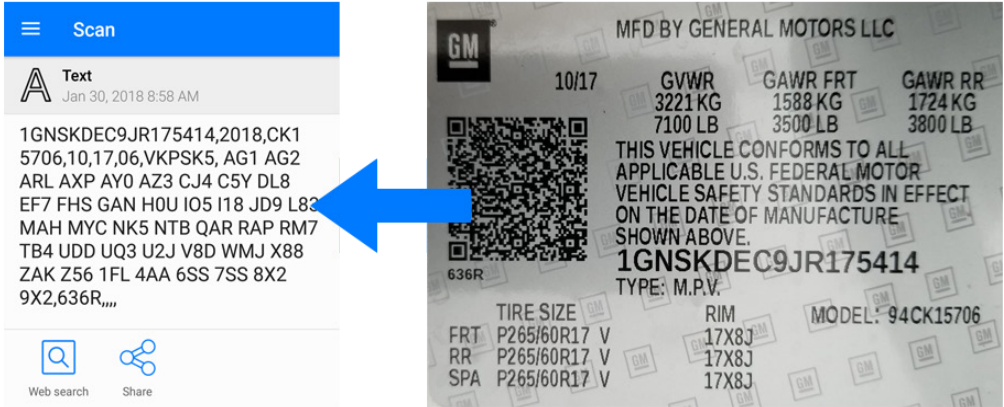 Scan
Text
Jan 30, 2018 8:58 AM
1GNSKDEC9JR175414,2018,CK1
5706,10,17,06,VKPSK5, AG1 AG2
ARL AXP AY0 AZ3 CJ4 C5Y DL8
EF7 FHS GAN H0U IO5 I18 JD9 L83
MAH MYC NK5 NTB QAR RAP RM7
TB4 UDD UQ3 U2J V8D WMJ X88
ZAK Z56 1FL 4AA 6SS 7SS 8X2
9X2,636R,,,,
Web search
Share
GM
MFD BY GENERAL MOTORS LLC
10/17 GVWR GAWR FRT GAWR RR
3221 KG 1588 KG 1724 KG
7100 LB 3500 LB 3800 LB
THIS VEHICLE CONFORMS TO ALL
APPLICABLE U.S. FEDERAL MOTOR
VEHICLE SAFETY STANDARDS IN EFFECT
ON THE DATE OF MANUFACTURE
SHOWN ABOVE.
636R
1GNSKDEC9JR175414
TYPE: M.P.V.
TIRE SIZE RIM MODEL: 94CK15706
FRT P265/60R17 V 17X8J
RR P265/60R17 V 17X8J
SPA P265/60R17 V 17X8J